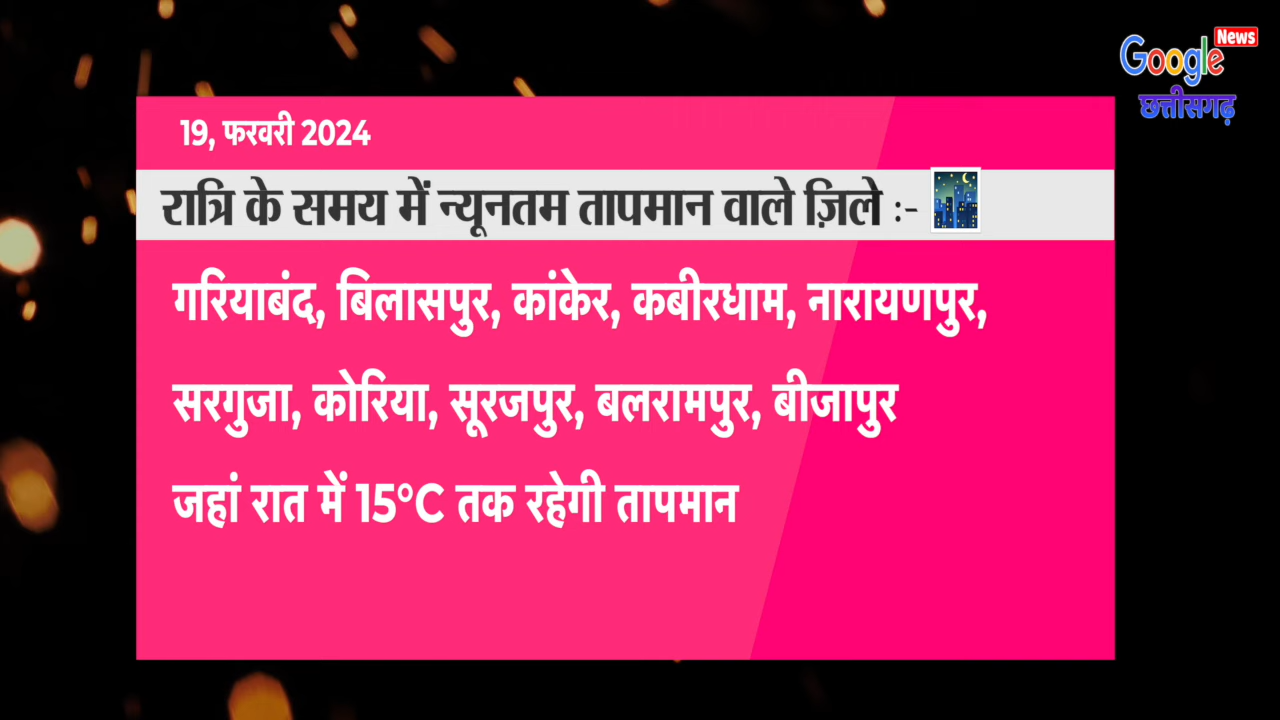 News
Google
छत्तीसगढ़
19, फरवरी 2024
रात्रि के समय में न्यूनतम तापमान वाले ज़िले :-
गरियाबंद, बिलासपुर, कांकेर, कबीरधाम, नारायणपुर,
सरगुजा, कोरिया, सूरजपुर, बलरामपुर, बीजापुर
जहां रात में 15°C तक रहेगी तापमान